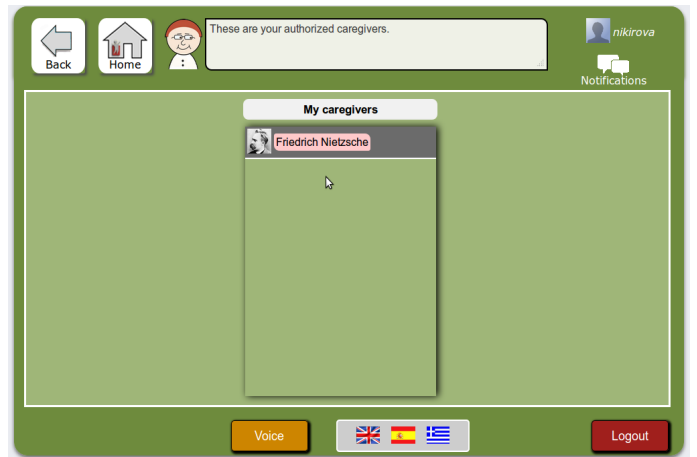 These are your authorized caregivers.
nikirova
Back
Home
Notifications
My caregivers
Friedrich Nietzsche
Voice
Logout